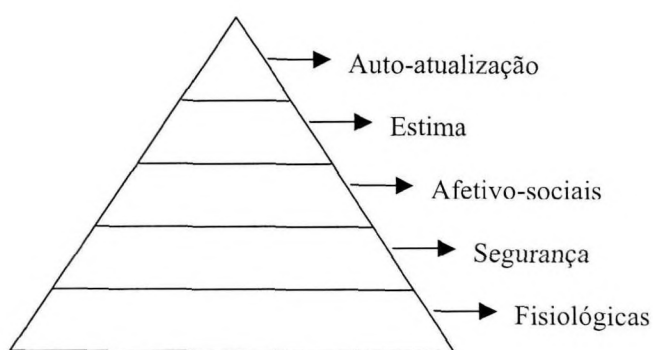 Auto-atualização
Estima
Afetivo-sociais
Segurança
Fisiológicas